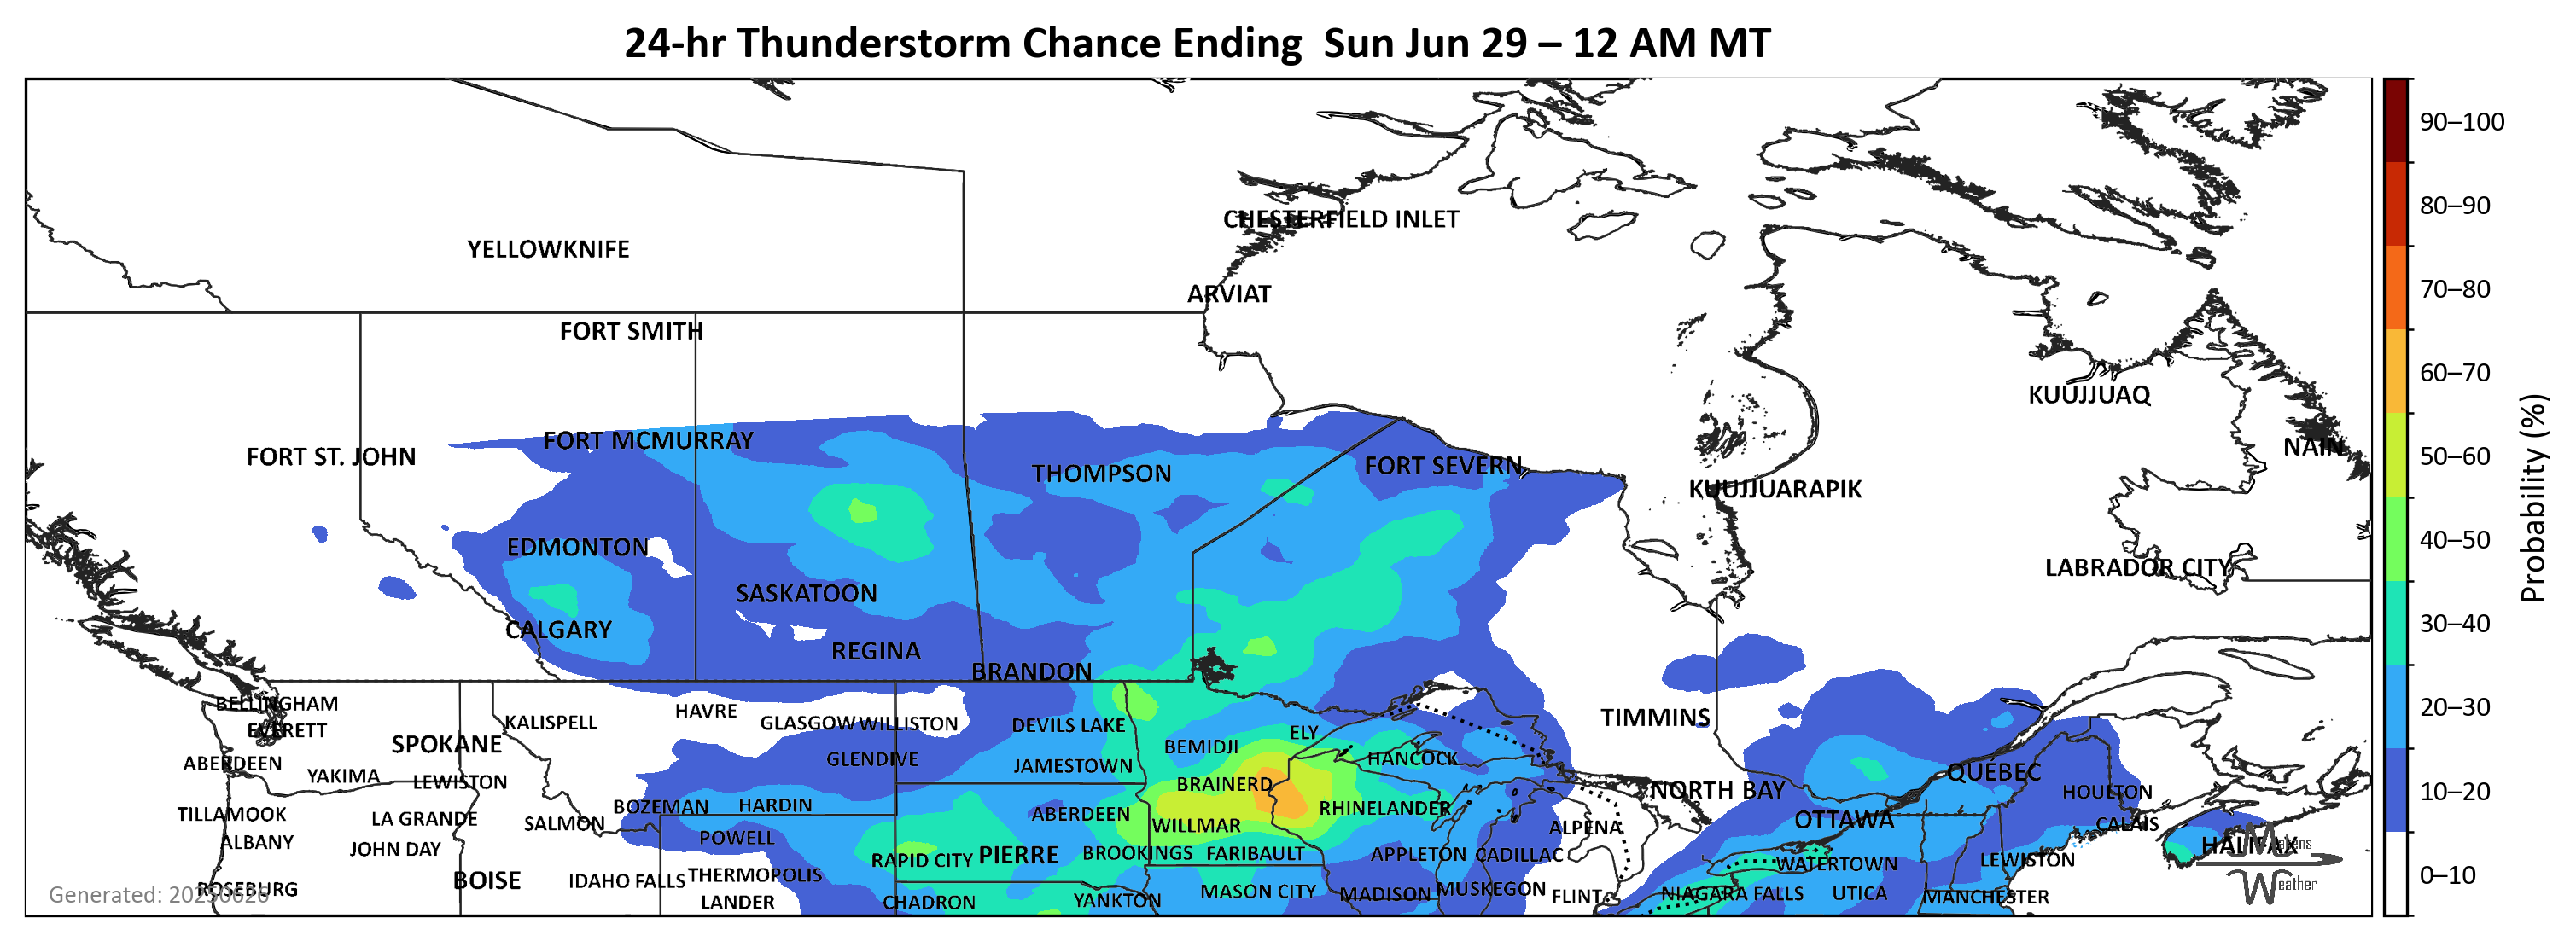 24-hr Thunderstorm Chance Ending  Sun Jun 29 – 12 AM MT
90–100
80–90
70–80
60–70
50–60
40–50
30–40
20–30
10–20
0–10
Probability (%)
CHESTERFIELD INLET
YELLOWKNIFE
ARVIAT
FORT SMITH
KUUJJUAQ
FORT MCMURRAY
NAIN
FORT ST. JOHN
FORT SEVERN
THOMPSON
KUUJJUARAPIK
EDMONTON
LABRADOR CITY
SASKATOON
CALGARY
REGINA
BRANDON
BELLINGHAM
HAVRE
TIMMINS
KALISPELL
GLASGOW
WILLISTON
DEVILS LAKE
EVERETT
ELY
SPOKANE
BEMIDJI
GLENDIVE
HANCOCK
ABERDEEN
JAMESTOWN
QUEBEC
YAKIMA
LEWISTON
BRAINERD
NORTH BAY
HOULTON
BOZEMAN
HARDIN
RHINELANDER
TILLAMOOK
LA GRANDE
SALMON
ABERDEEN
WILLMAR
ALPENA
OTTAWA
CALAIS
ALBANY
JOHN DAY
POWELL
RAPID CITY
PIERRE
BROOKINGS
FARIBAULT
APPLETON
CADILLAC
WATERTOWN
LEWISTON
HALIFAX
BOISE
IDAHO FALLS
THERMOPOLIS
ROSEBURG
LANDER
CHADRON
YANKTON
MASON CITY
MADISON
MUSKEGON
FLINT
NIAGARA FALLS
UTICA
MANCHESTER
Generated: 20250626
Weather